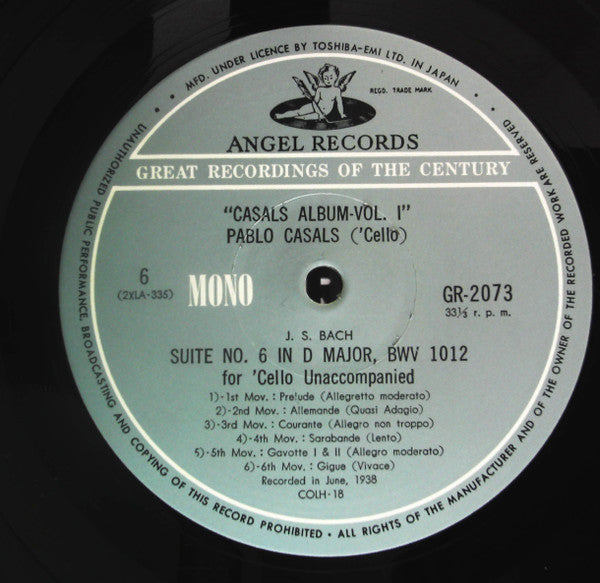 MFD. UNDER LICENCE BY TOSHIBA-EMI LTD. IN JAPAN
REGD. TRADE MARK
ANGEL RECORDS
GREAT RECORDINGS OF THE CENTURY
"CASALS ALBUM-VOL. I"
PABLO CASALS ('Cello)
6
(2XLA-335)
MONO
GR-2073
33⅓ r. p. m.
J. S. BACH
SUITE NO. 6 IN D MAJOR, BWV 1012
for 'Cello Unaccompanied
1)-1st Mov. : Prelude (Allegretto moderato)
2)-2nd Mov. : Allemande (Quasi Adagio)
3)-3rd Mov. : Courante (Allegro non troppo)
4)-4th Mov. : Sarabande (Lento)
5)-5th Mov. : Gavotte I & II (Allegro moderato)
6)-6th Mov. : Gigue (Vivace)
Recorded in June, 1938
COLH-18
UNAUTHORIZED PUBLIC PERFORMANCE, BROADCASTING AND COPYING OF THIS RECORD PROHIBITED • ALL RIGHTS OF THE MANUFACTURER AND OF THE OWNER OF THE RECORDED WORK ARE RESERVED